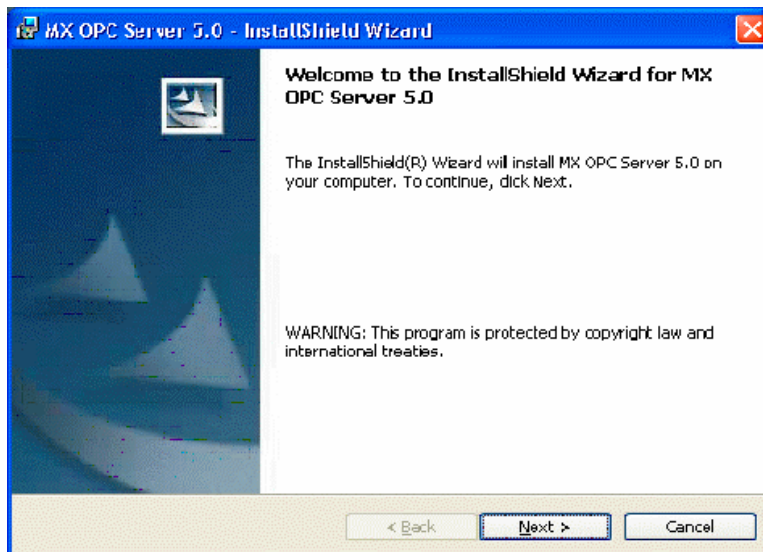 MX OPC Server 5.0 - InstallShield Wizard
Welcome to the InstallShield Wizard for MX
OPC Server 5.0
The InstallShield(R) Wizard will install MX OPC Server 5.0 on
your computer. To continue, click Next.
WARNING: This program is protected by copyright law and
international treaties.
< Back
Next >
Cancel